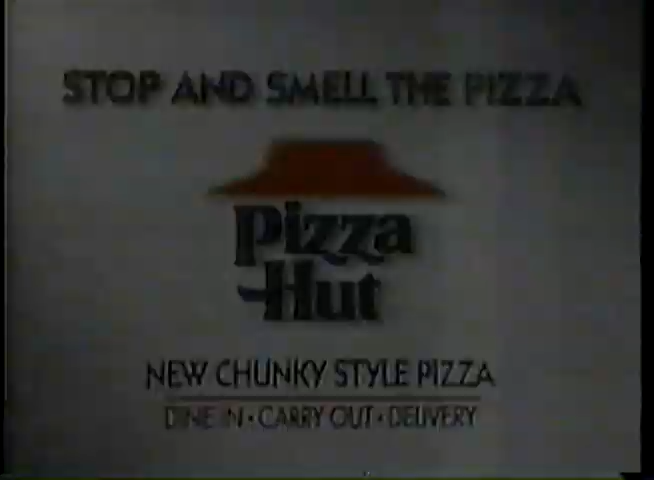 STOP AND SMELL THE PIZZA
Pizza
Hut
NEW CHUNKY STYLE PIZZA
DINE IN • CARRY OUT • DELIVERY